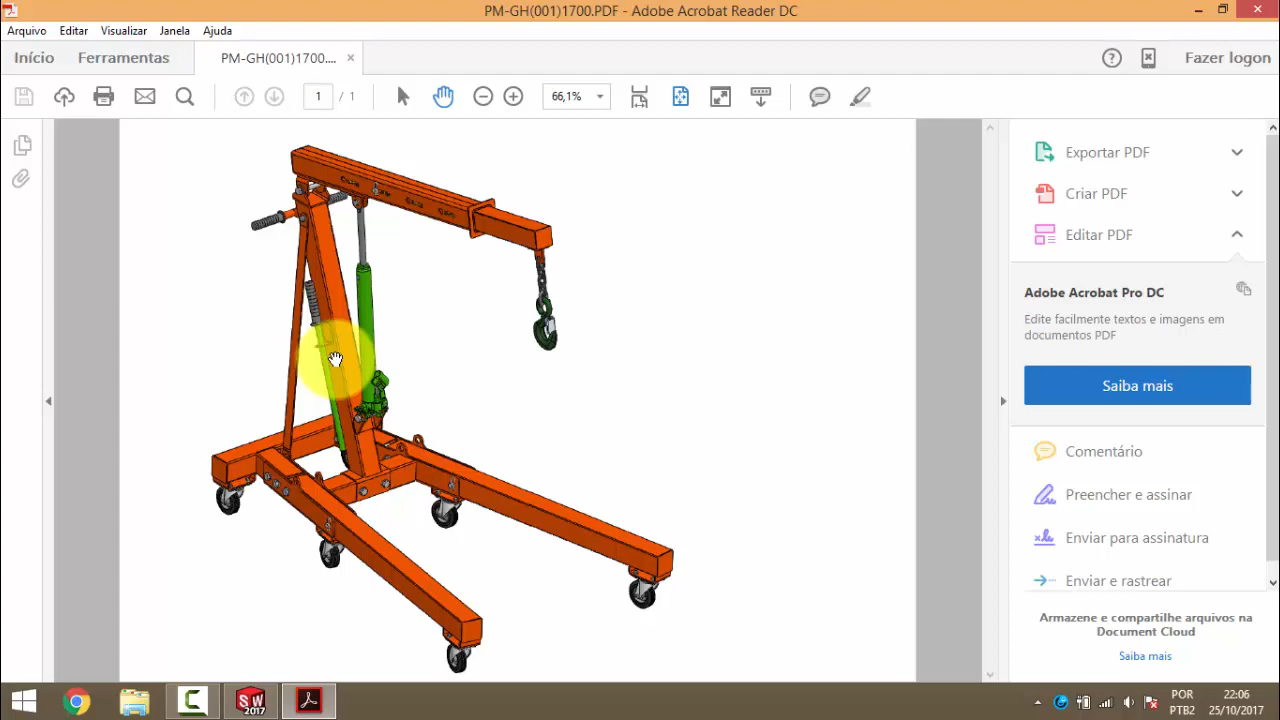 PM-GH(001)1700.PDF - Adobe Acrobat Reader DC
Arquivo Editar Visualizar Janela Ajuda
Início Ferramentas PM-GH(001)1700.... × Fazer logon
1 / 1 66,1%
Exportar PDF
Criar PDF
Editar PDF
Adobe Acrobat Pro DC
Edite facilmente textos e imagens em
documentos PDF
Saiba mais
Comentário
Preencher e assinar
Enviar para assinatura
Enviar e rastrear
Armazene e compartilhe arquivos na
Document Cloud
Saiba mais
SW
2017
POR 22:06
PTB2 25/10/2017